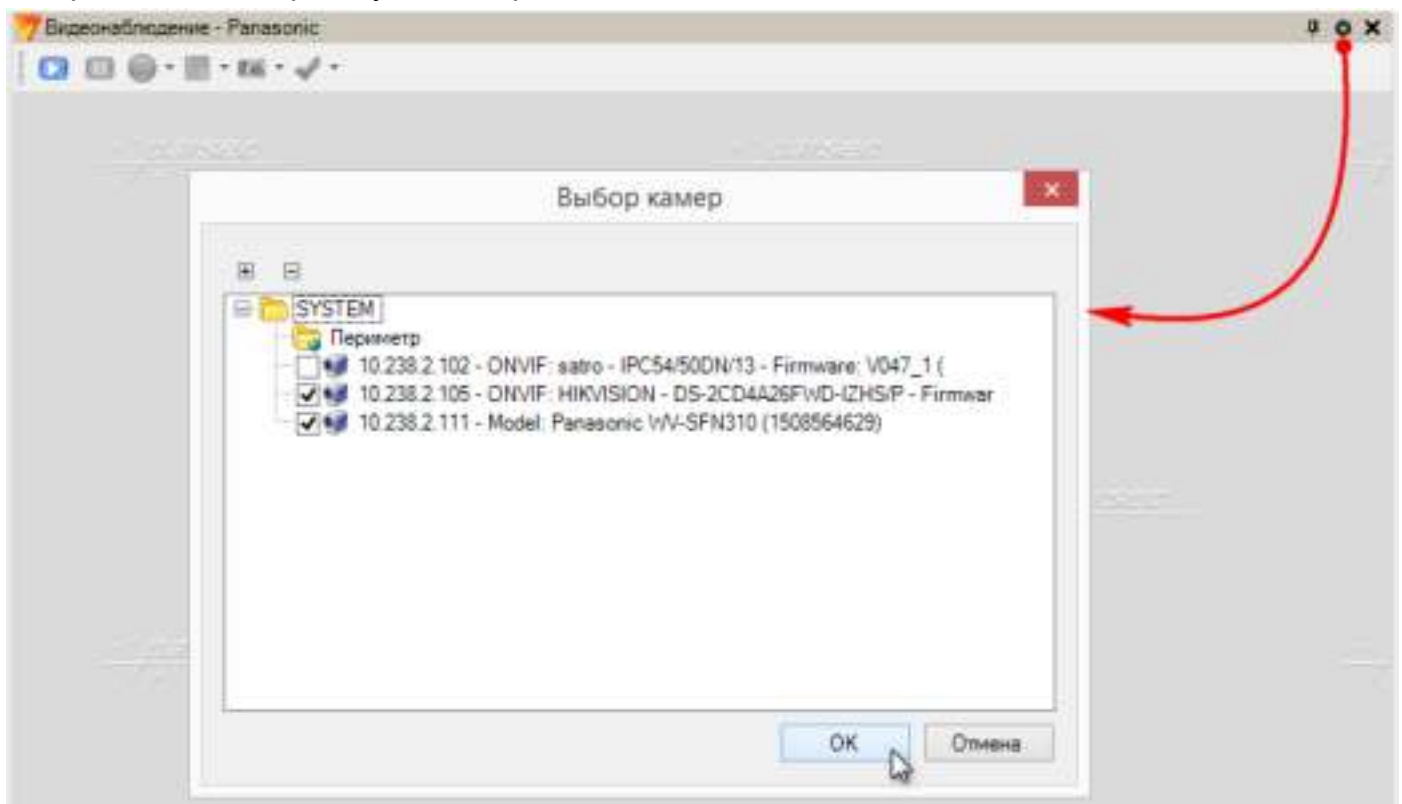 Видеонаблюдение - Panasonic
Выбор камер
SYSTEM
Периметр
10.238.2.102 - ONVIF: satro - IPC54/50DN/13 - Firmware: V047_1 (
10.238.2.105 - ONVIF: HIKVISION - DS-2CD4A26FWD-IZHS/P - Firmwar
10.238.2.111 - Model: Panasonic WV-SFN310 (1508564629)
OK
Отмена